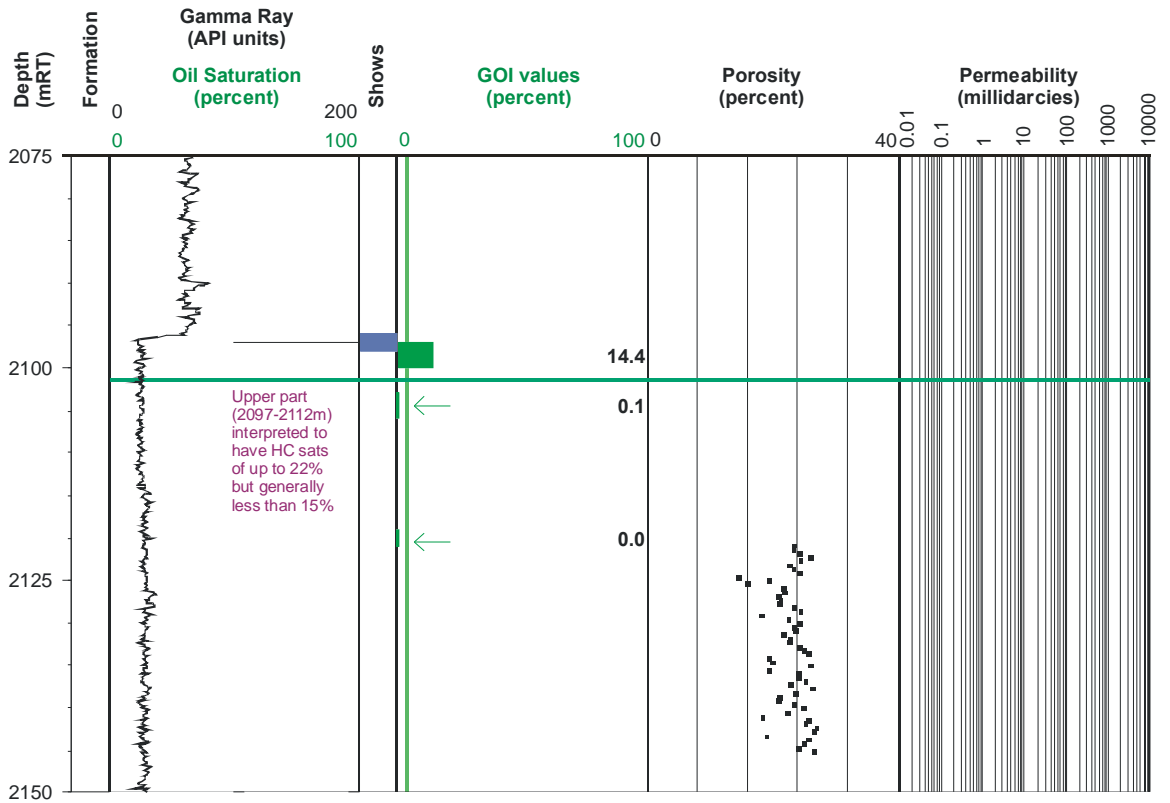 Depth
(mRT)
Formation
Gamma Ray
(API units)
Oil Saturation
(percent)
0
200
0
100
Shows
GOI values
(percent)
0
100
Porosity
(percent)
0
40
Permeability
(millidarcies)
0.01
0.1
1
10
100
1000
10000
2075
2100
2125
2150
14.4
0.1
0.0
Upper part
(2097-2112m)
interpreted to
have HC sats
of up to 22%
but generally
less than 15%